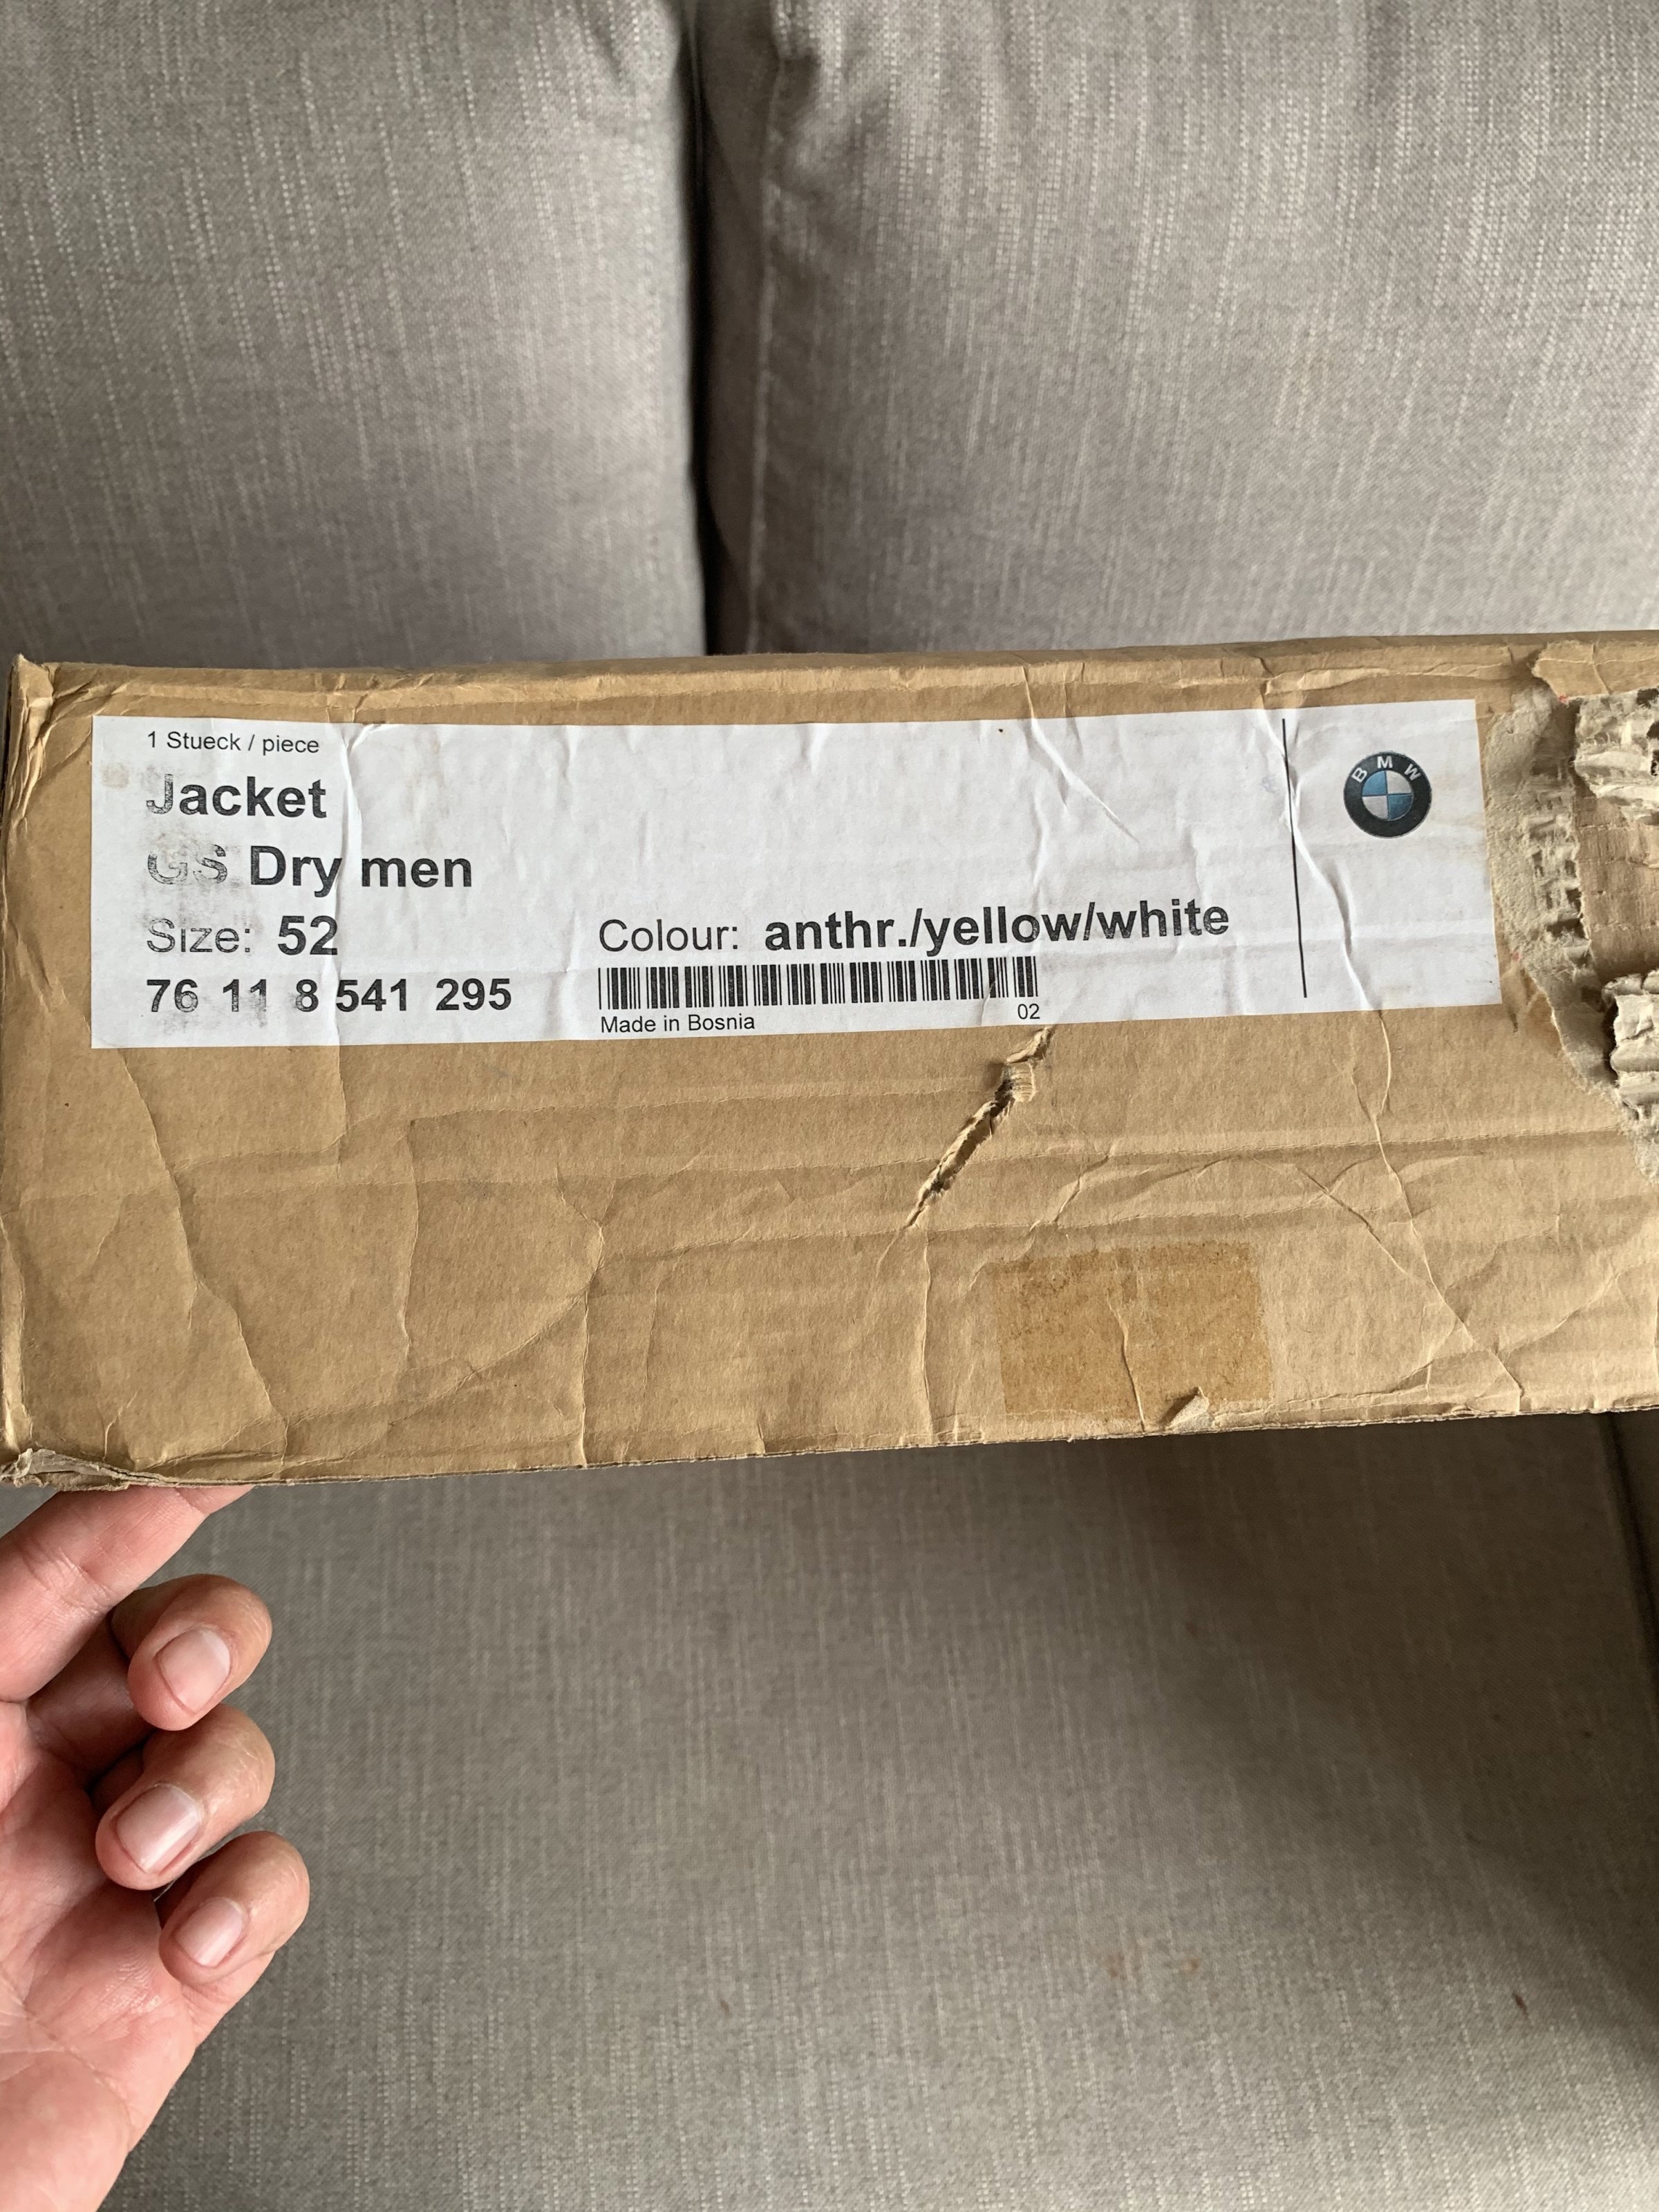 1 Stueck / piece
Jacket
GS Dry men
Size: 52
Colour: anthr./yellow/white
76 11 8 541 295
Made in Bosnia
02
BMW